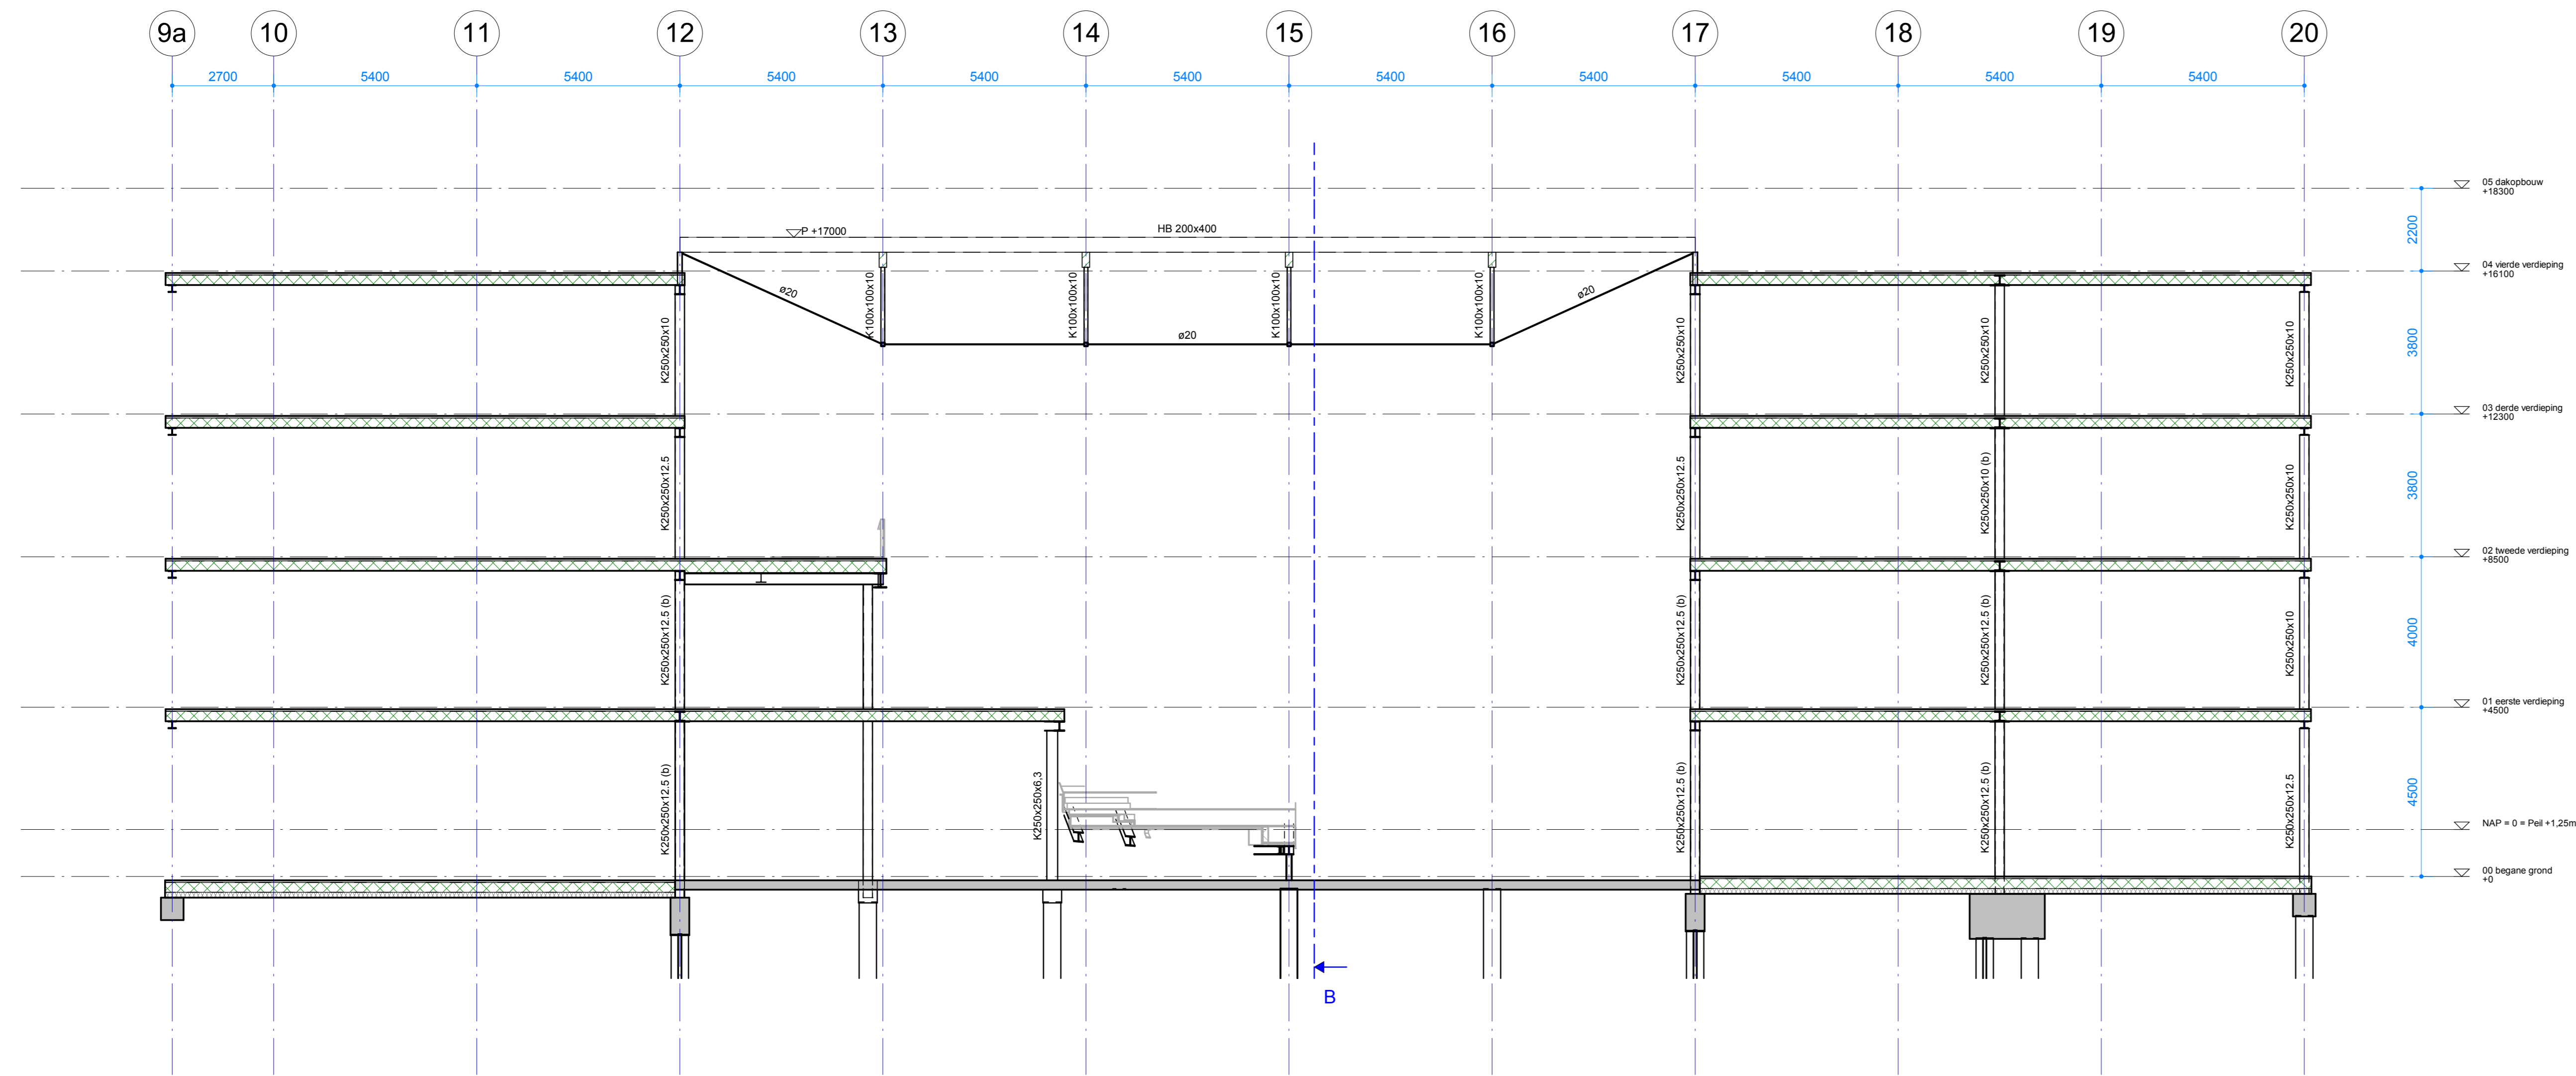 9a 10 11 12 13 14 15 16 17 18 19 20
2700 5400 5400 5400 5400 5400 5400 5400 5400 5400 5400
05 dakopbouw
+18300
2200
P +17000
HB 200x400
04 vierde verdieping
+16100
ø20
K100x100x10
K100x100x10
ø20
K100x100x10
K100x100x10
ø20
K250x250x10
K250x250x10
K250x250x10
K250x250x10
3800
03 derde verdieping
+12300
K250x250x12.5
K250x250x12.5
K250x250x10 (b)
K250x250x10
3800
02 tweede verdieping
+8500
K250x250x12.5 (b)
K250x250x12.5 (b)
K250x250x12.5 (b)
K250x250x10
4000
01 eerste verdieping
+4500
K250x250x12.5 (b)
K250x250x6,3
K250x250x12.5 (b)
K250x250x12.5 (b)
K250x250x12.5
4500
NAP = 0 = Peil +1,25m
00 begane grond
+0
B